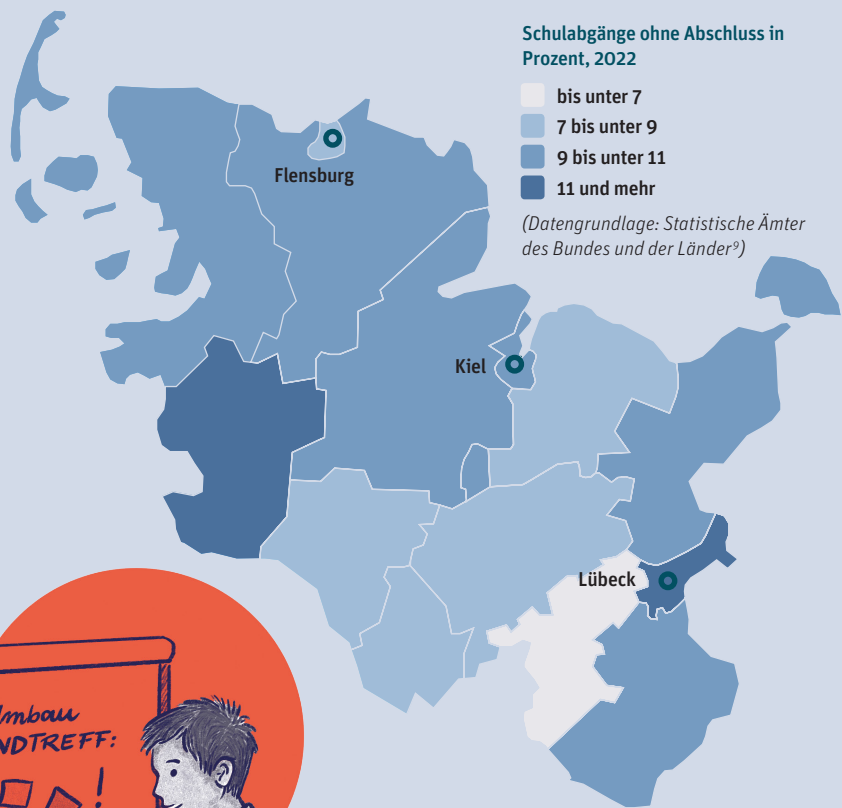 Schulabgänge ohne Abschluss in
Prozent, 2022
bis unter 7
7 bis unter 9
9 bis unter 11
11 und mehr
(Datengrundlage: Statistische Ämter
des Bundes und der Länder⁹)
Flensburg
Kiel
Lübeck
NDTREFF:
!